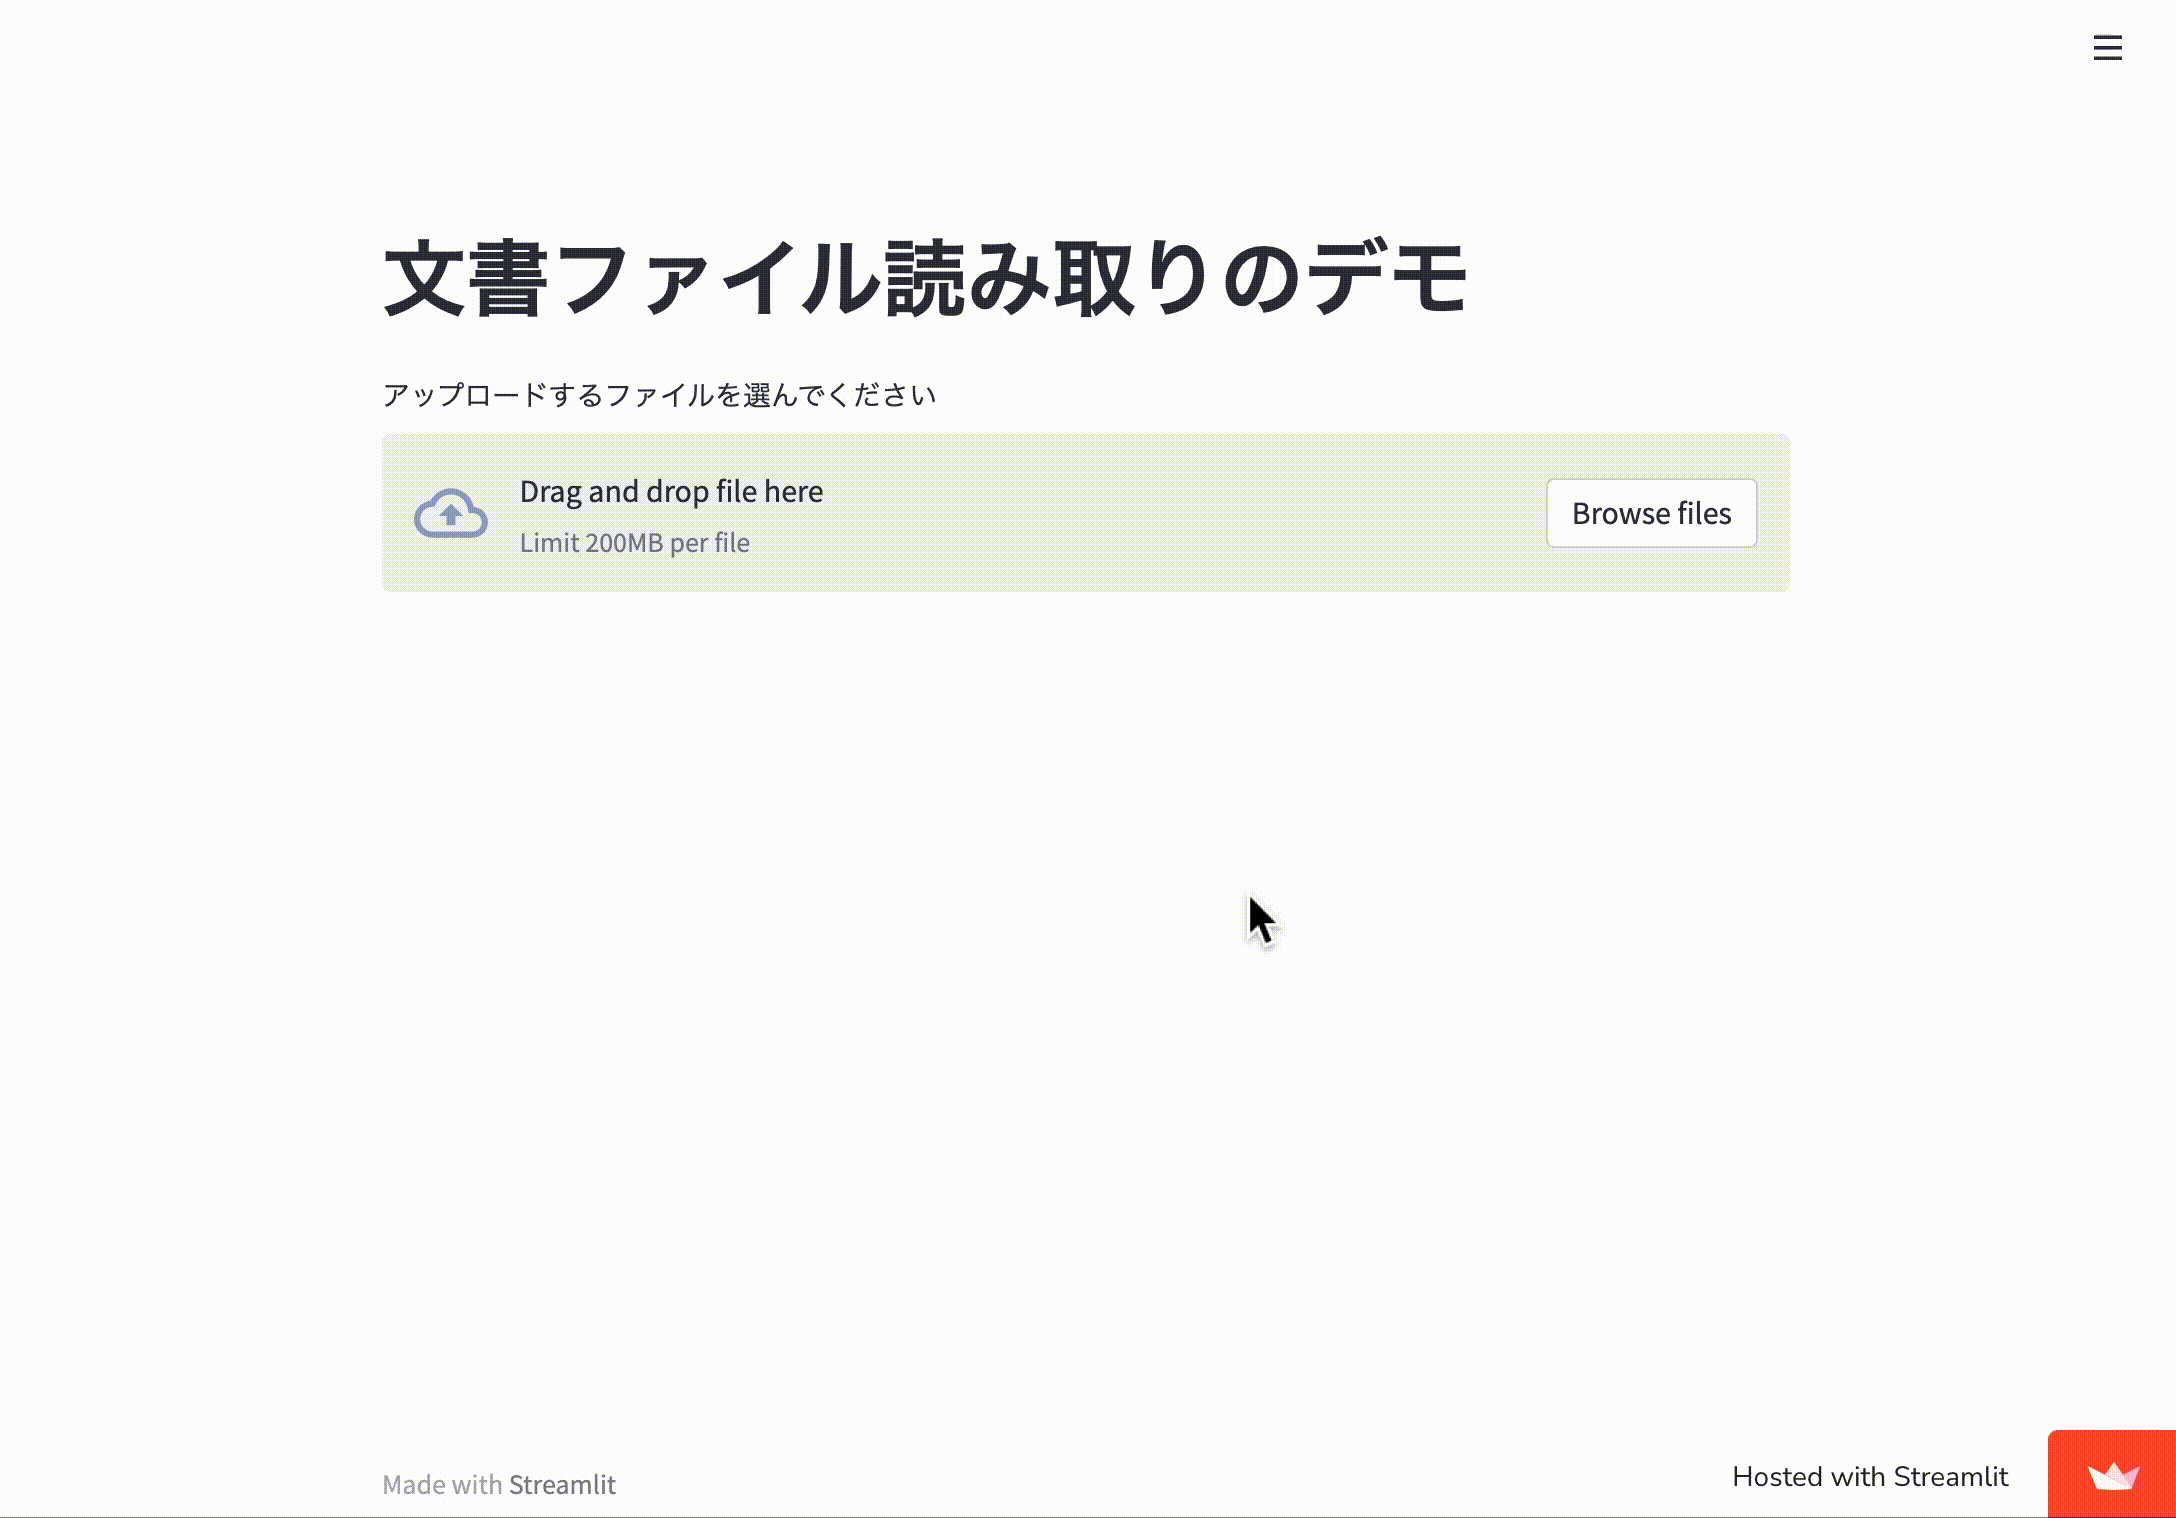 文書ファイル読み取りのデモ
アップロードするファイルを選んでください
Drag and drop file here
Limit 200MB per file
Browse files
Made with Streamlit
Hosted with Streamlit